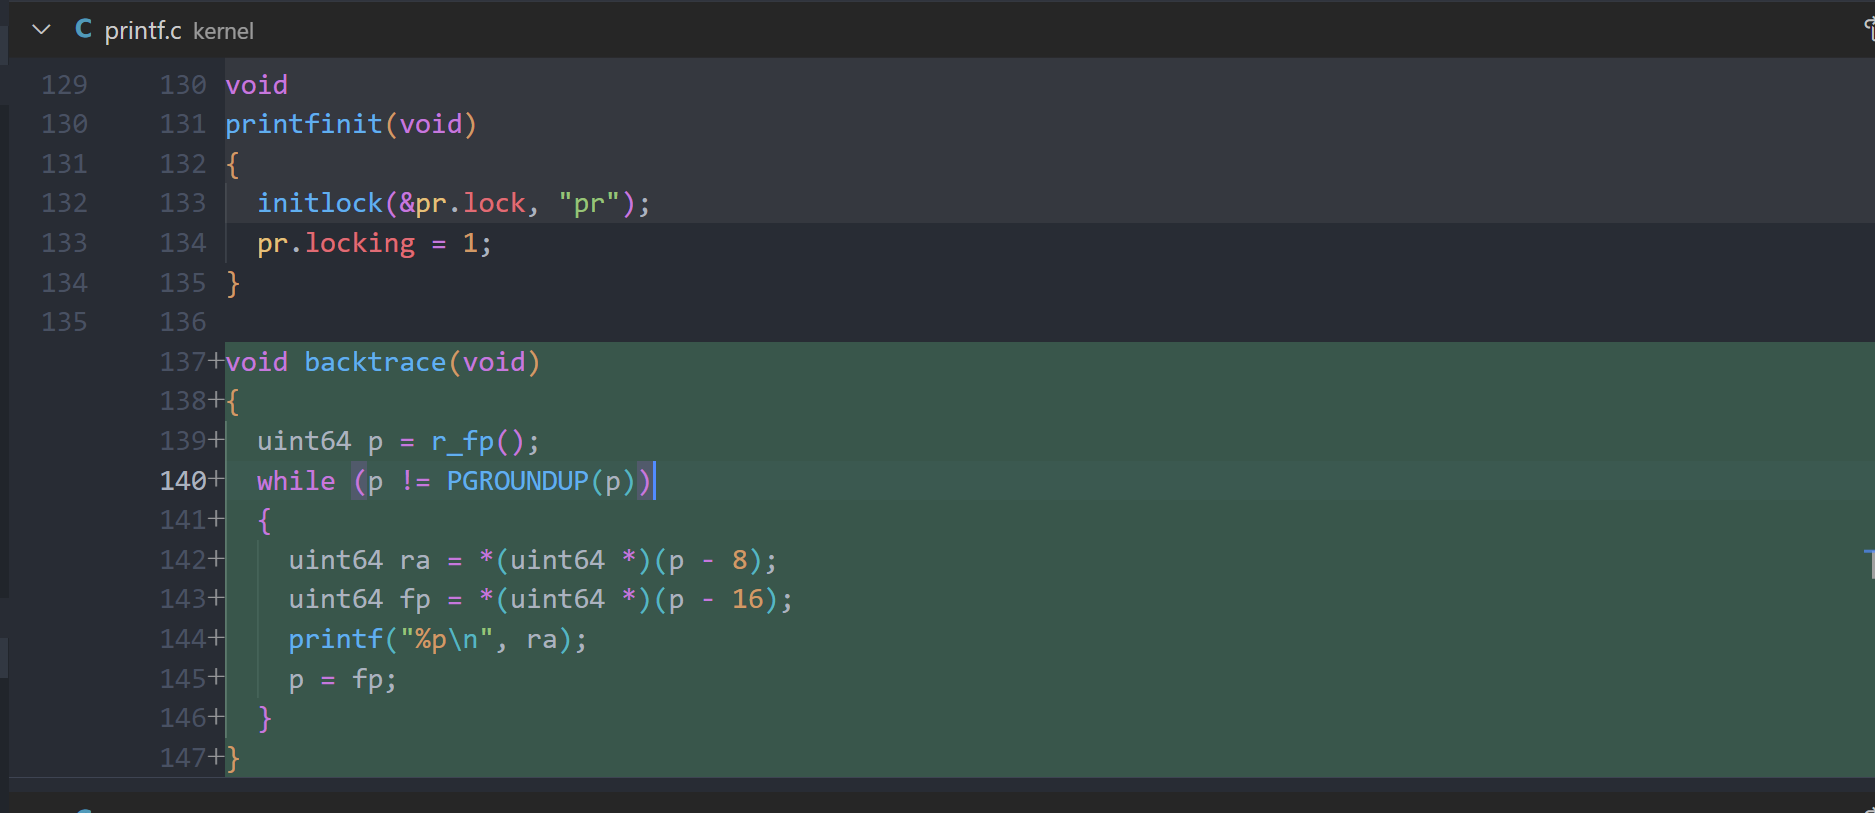 C printf.c kernel
129 130 void
130 131 printfinit(void)
131 132 {
132 133   initlock(&pr.lock, "pr");
133 134   pr.locking = 1;
134 135 }
135 136
137+void backtrace(void)
138+{
139+  uint64 p = r_fp();
140+  while (p != PGROUNDUP(p))
141+  {
142+    uint64 ra = *(uint64 *)(p - 8);
143+    uint64 fp = *(uint64 *)(p - 16);
144+    printf("%p\n", ra);
145+    p = fp;
146+  }
147+}